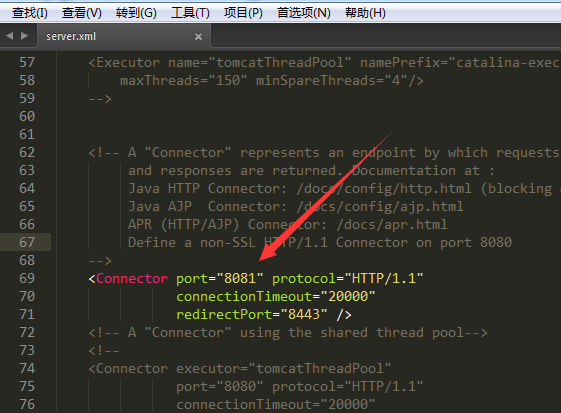 查找(I) 查看(V) 转到(G) 工具(T) 项目(P) 首选项(N) 帮助(H)
server.xml ×
57 <Executor name="tomcatThreadPool" namePrefix="catalina-exec
58 maxThreads="150" minSpareThreads="4"/>
59 -->
60
61
62 <!-- A "Connector" represents an endpoint by which requests
63 and responses are returned. Documentation at :
64 Java HTTP Connector: /docs/config/http.html (blocking
65 Java AJP  Connector: /docs/config/ajp.html
66 APR (HTTP/AJP) Connector: /docs/apr.html
67 Define a non-SSL HTTP/1.1 Connector on port 8080
68 -->
69 <Connector port="8081" protocol="HTTP/1.1"
70 connectionTimeout="20000"
71 redirectPort="8443" />
72 <!-- A "Connector" using the shared thread pool-->
73 <!--
74 <Connector executor="tomcatThreadPool"
75 port="8080" protocol="HTTP/1.1"
76 connectionTimeout="20000"